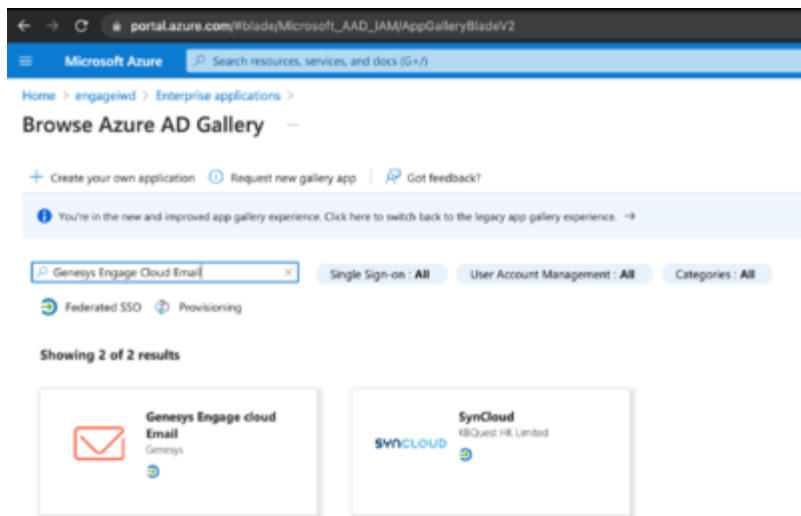 portal.azure.com/#blade/Microsoft_AAD_IAM/AppGalleryBladeV2
Microsoft Azure
Search resources, services, and docs (G+/)
Home > engageiwd > Enterprise applications >
Browse Azure AD Gallery ...
+ Create your own application Request new gallery app Got feedback?
You're in the new and improved app gallery experience. Click here to switch back to the legacy app gallery experience. →
Genesys Engage Cloud Email ×
Single Sign-on : All
User Account Management : All
Categories : All
Federated SSO Provisioning
Showing 2 of 2 results
Genesys Engage cloud
Email
Genesys
SYNCLOUD
SynCloud
KBQuest HK Limited